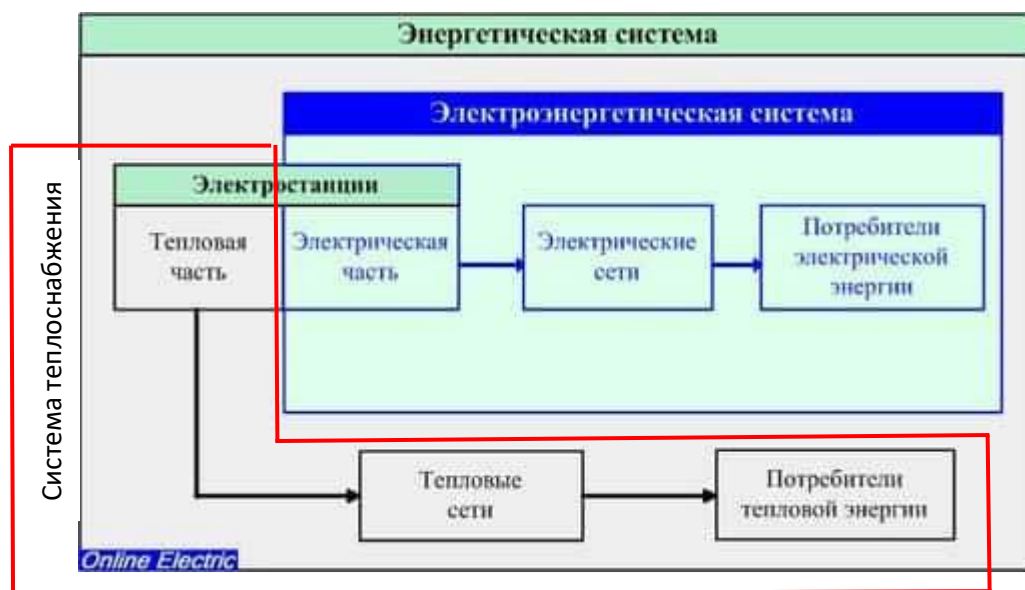 Энергетическая система
Электроэнергетическая система
Система теплоснабжения
Электростанции
Тепловая
часть
Электрическая
часть
Электрические
сети
Потребители
электрической
энергии
Тепловые
сети
Потребители
тепловой энергии
Online Electric